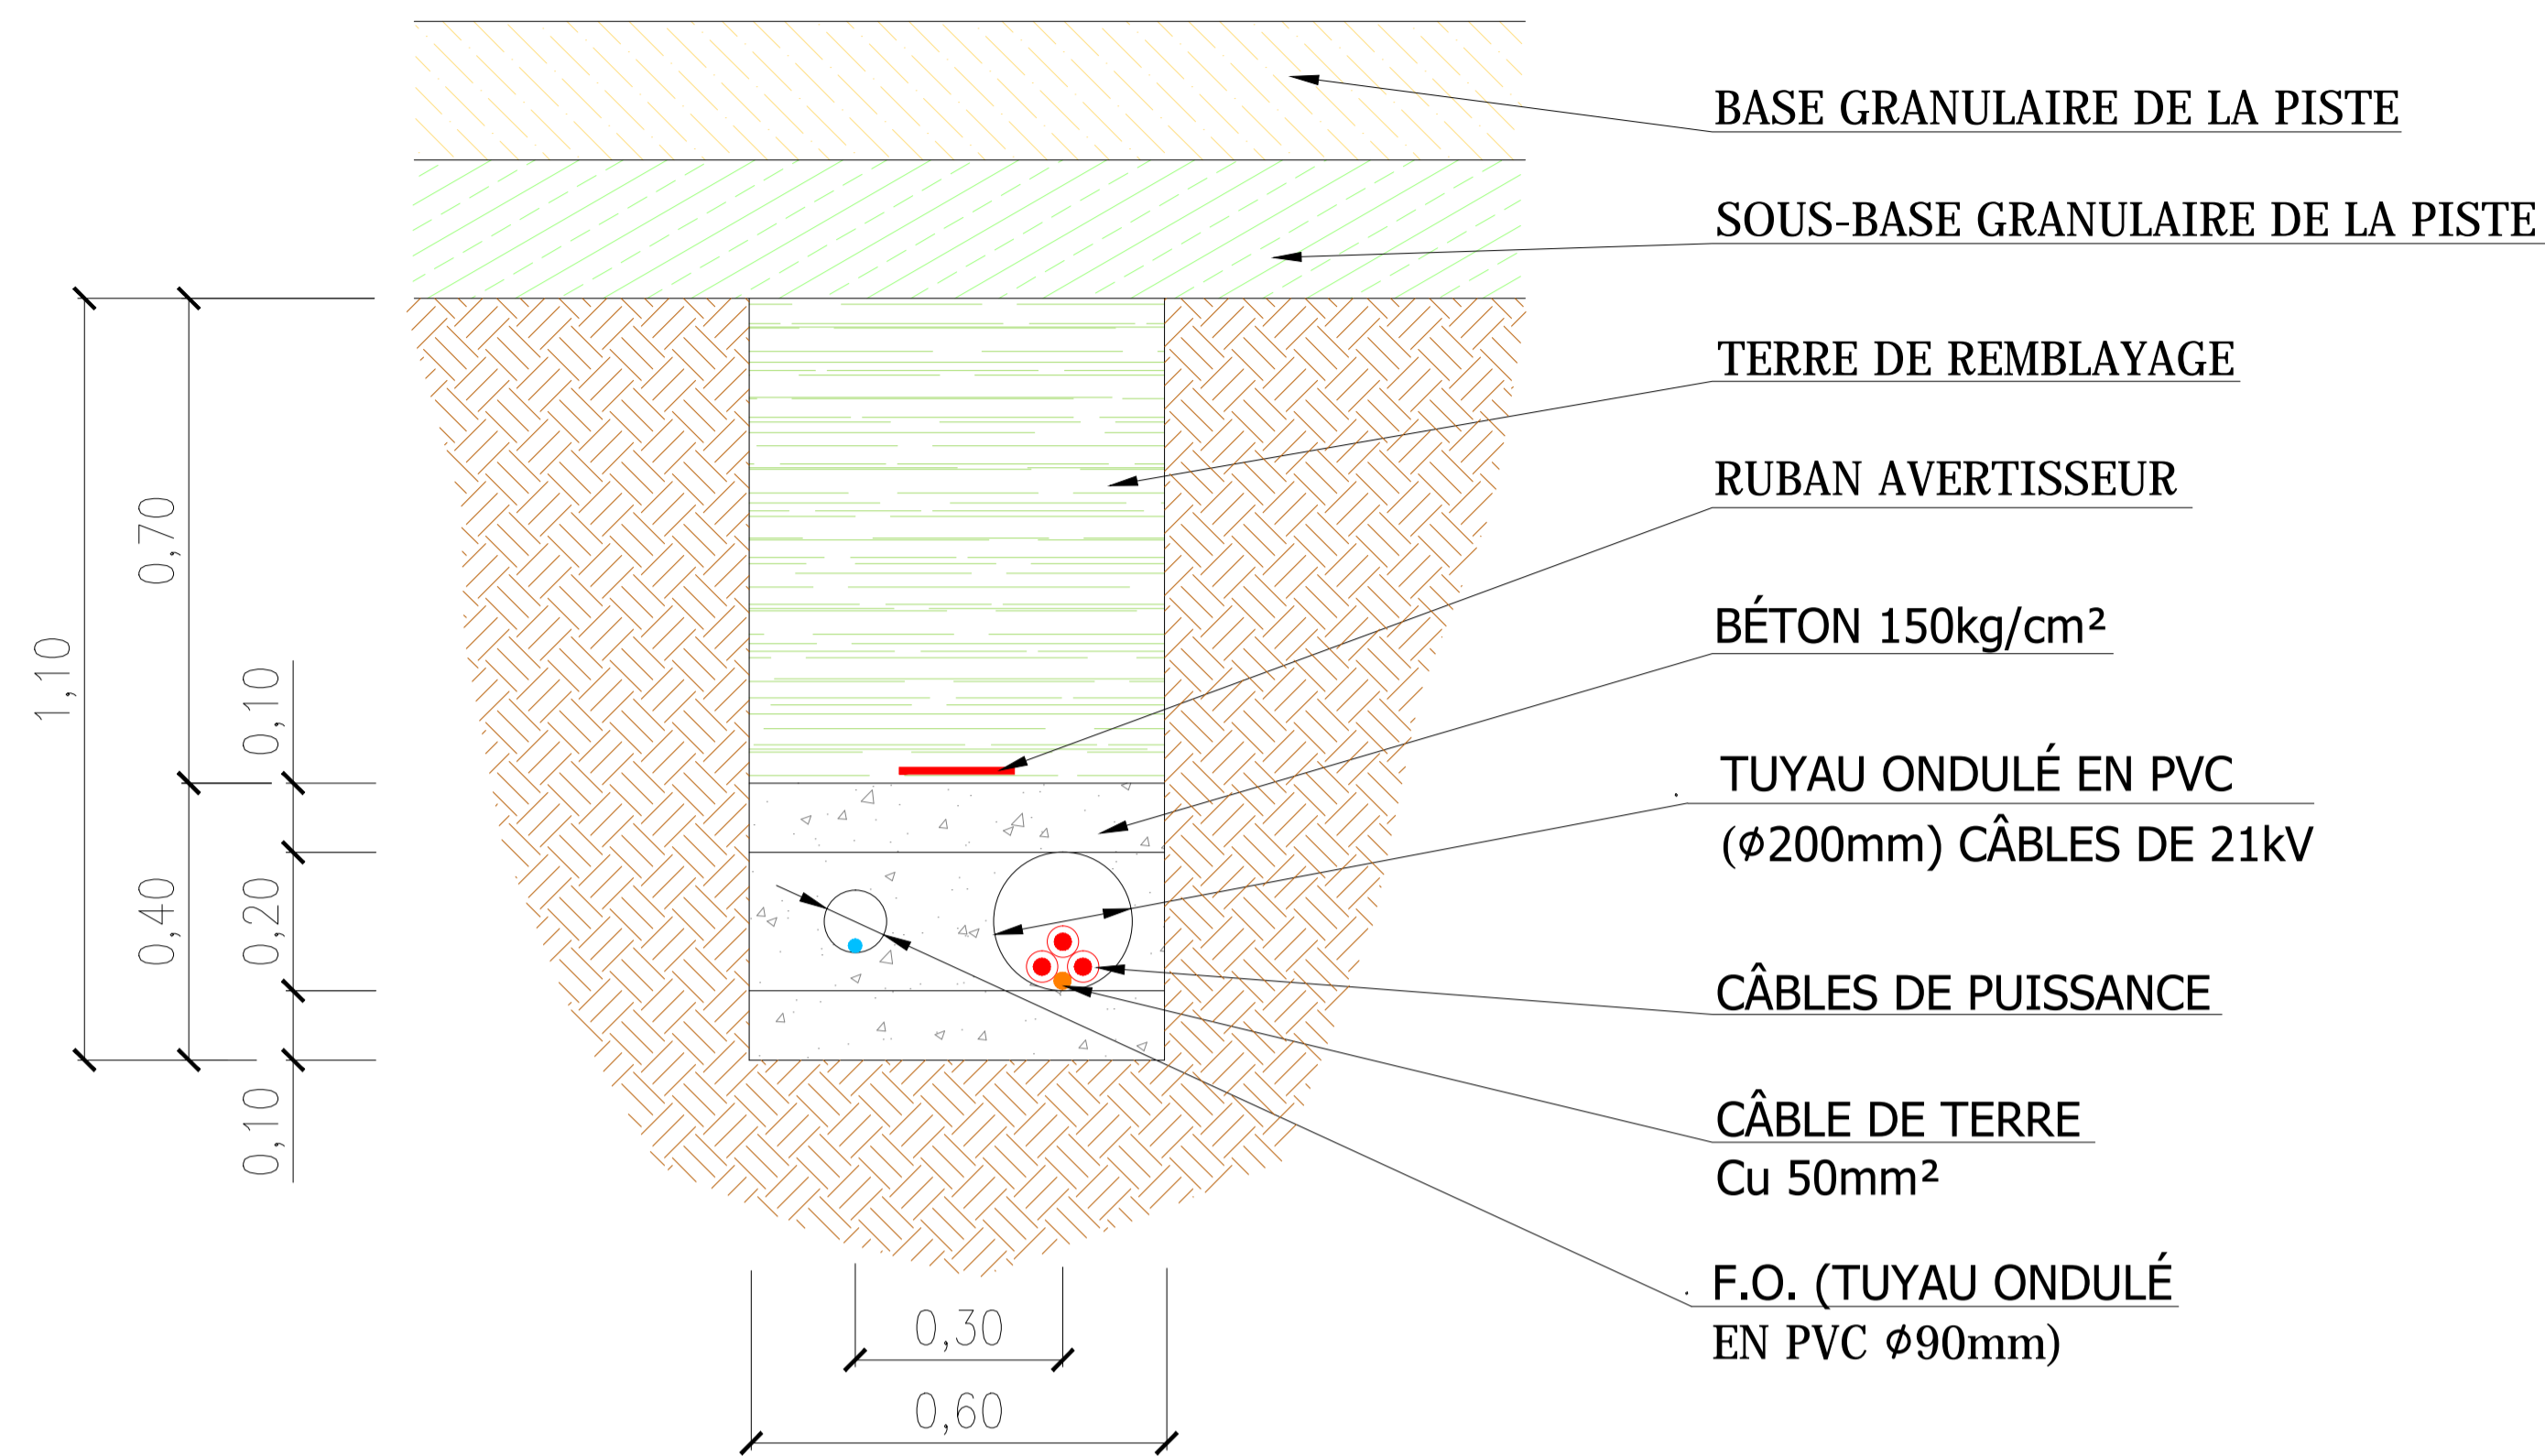 BASE GRANULAIRE DE LA PISTE
SOUS-BASE GRANULAIRE DE LA PISTE
TERRE DE REMBLAYAGE
RUBAN AVERTISSEUR
BÉTON 150kg/cm²
TUYAU ONDULÉ EN PVC
(ϕ200mm) CÂBLES DE 21kV
CÂBLES DE PUISSANCE
CÂBLE DE TERRE
Cu 50mm²
F.O. (TUYAU ONDULÉ
EN PVC ϕ90mm)
1,10
0,70
0,40
0,10
0,20
0,10
0,30
0,60